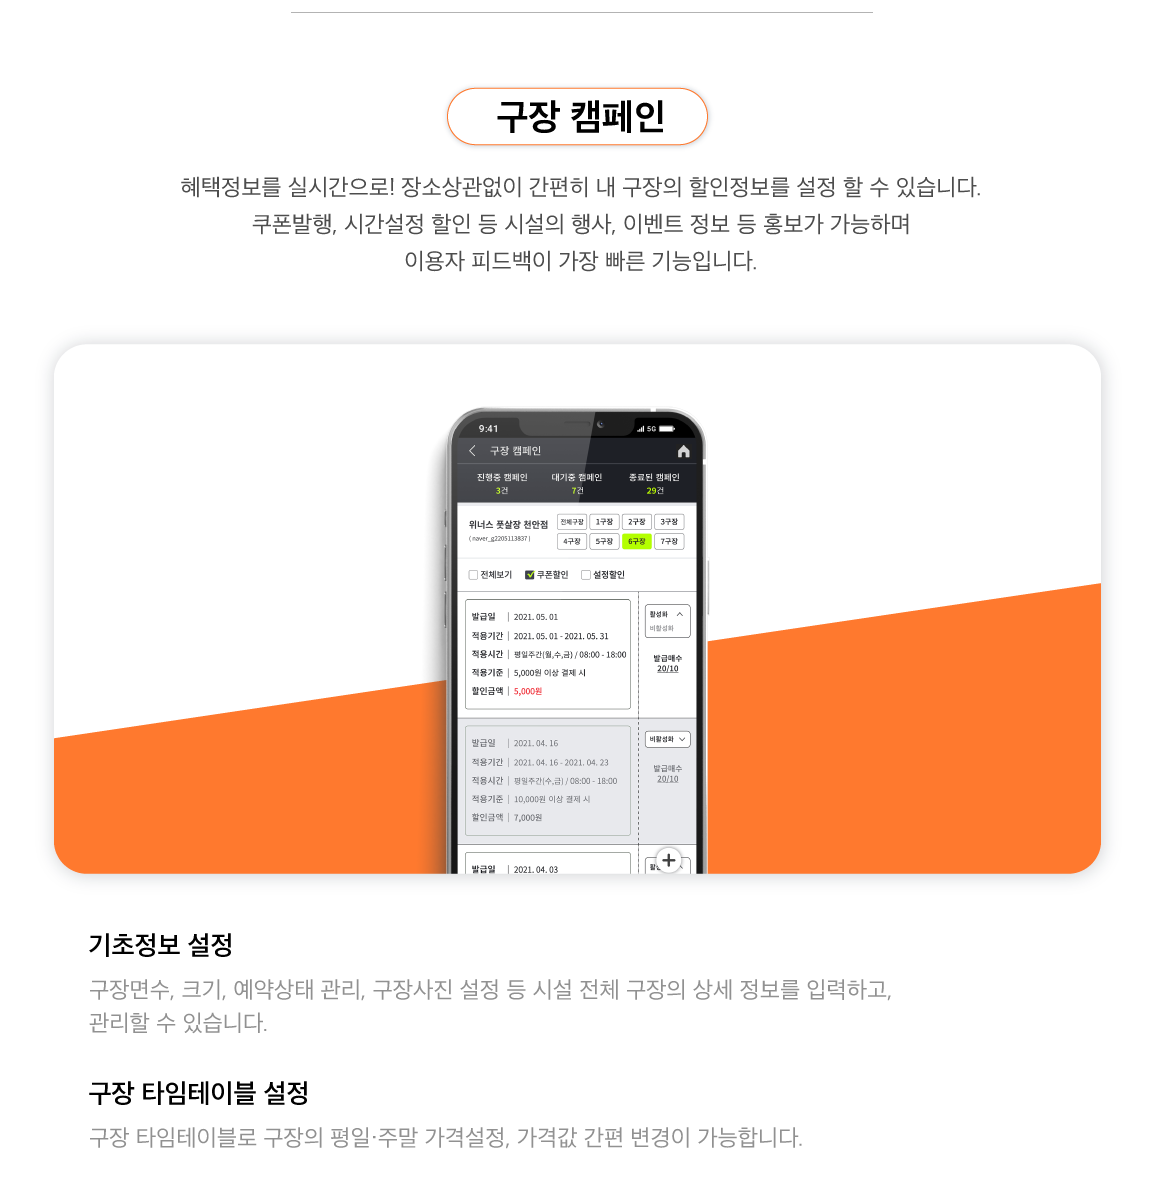 구장 캠페인
혜택정보를 실시간으로! 장소상관없이 간편히 내 구장의 할인정보를 설정 할 수 있습니다.
쿠폰발행, 시간설정 할인 등 시설의 행사, 이벤트 정보 등 홍보가 가능하며
이용자 피드백이 가장 빠른 기능입니다.
9:41 5G
구장 캠페인
진행중 캠페인 대기중 캠페인 종료된 캠페인
3건 7건 29건
위너스 풋살장 천안점
( naver_g2205113837 )
전체구장 1구장 2구장 3구장
4구장 5구장 6구장 7구장
전체보기 쿠폰할인 설정할인
발급일 | 2021. 05. 01
적용기간 | 2021. 05. 01 - 2021. 05. 31
적용시간 | 평일주간(월,수,금) / 08:00 - 18:00
적용기준 | 5,000원 이상 결제 시
할인금액 | 5,000원
활성화
비활성화
발급매수
20/10
발급일 | 2021. 04. 16
적용기간 | 2021. 04. 16 - 2021. 04. 23
적용시간 | 평일주간(수,금) / 08:00 - 18:00
적용기준 | 10,000원 이상 결제 시
할인금액 | 7,000원
비활성화
발급매수
20/10
발급일 | 2021. 04. 03
기초정보 설정
구장면수, 크기, 예약상태 관리, 구장사진 설정 등 시설 전체 구장의 상세 정보를 입력하고,
관리할 수 있습니다.
구장 타임테이블 설정
구장 타임테이블로 구장의 평일·주말 가격설정, 가격값 간편 변경이 가능합니다.